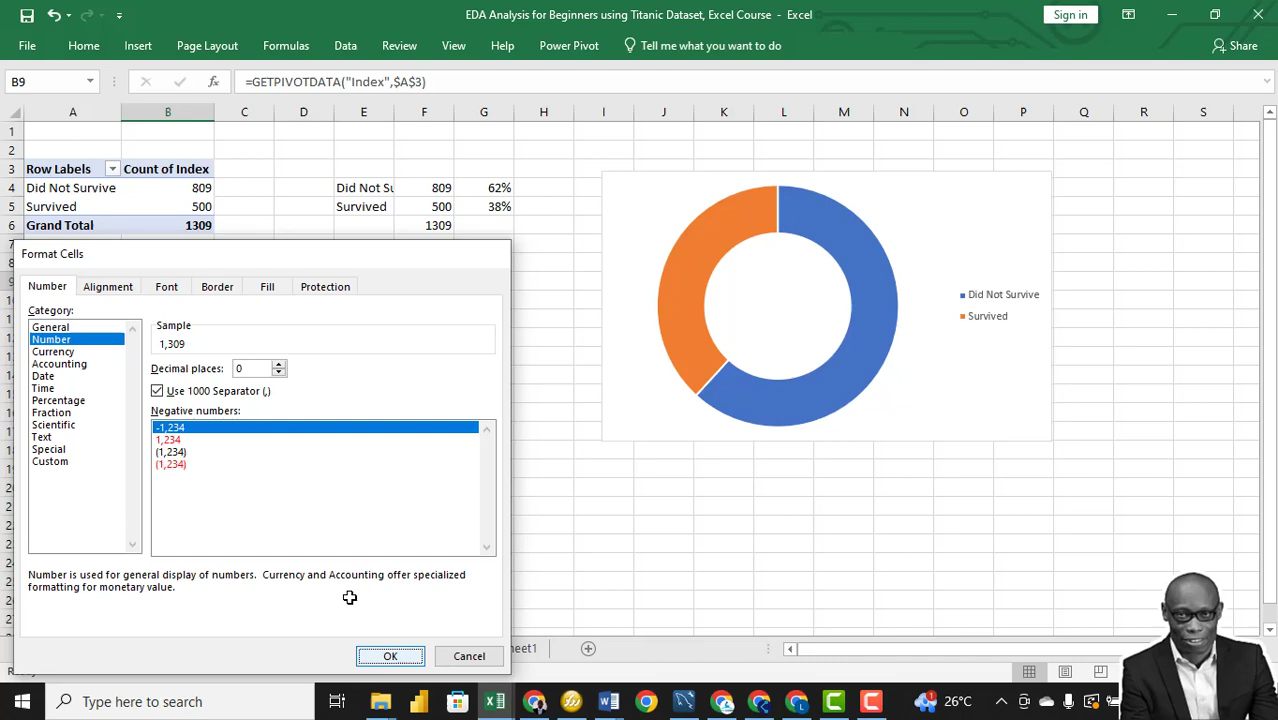 EDA Analysis for Beginners using Titanic Dataset, Excel Course - Excel
Sign in
File Home Insert Page Layout Formulas Data Review View Help Power Pivot Tell me what you want to do Share
B9 fx =GETPIVOTDATA("Index",$A$3)
A B C D E F G H I J K L M N O P Q R S
1
2
3 Row Labels Count of Index
4 Did Not Survive 809 Did Not Su 809 62%
5 Survived 500 Survived 500 38%
6 Grand Total 1309 1309
Format Cells
Number Alignment Font Border Fill Protection
Category:
General
Number
Currency
Accounting
Date
Time
Percentage
Fraction
Scientific
Text
Special
Custom
Sample
1,309
Decimal places: 0
Use 1000 Separator (,)
Negative numbers:
-1,234
1,234
(1,234)
(1,234)
Number is used for general display of numbers. Currency and Accounting offer specialized
formatting for monetary value.
OK Cancel
Did Not Survive
Survived
eet1
Type here to search
1
26°C